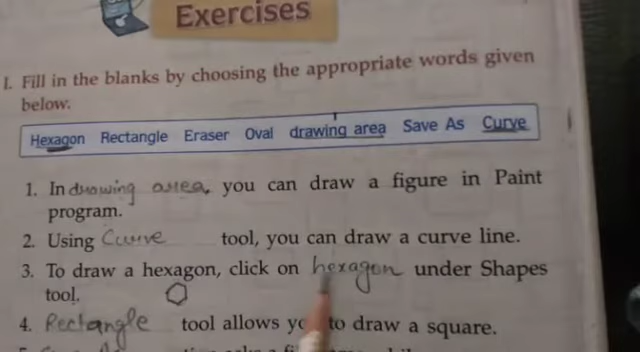 Exercises
I. Fill in the blanks by choosing the appropriate words given
below.
Hexagon Rectangle Eraser Oval drawing area Save As Curve
1. In drawing area, you can draw a figure in Paint
program.
2. Using Curve tool, you can draw a curve line.
3. To draw a hexagon, click on hexagon under Shapes
tool.
4. Rectangle tool allows to draw a square.